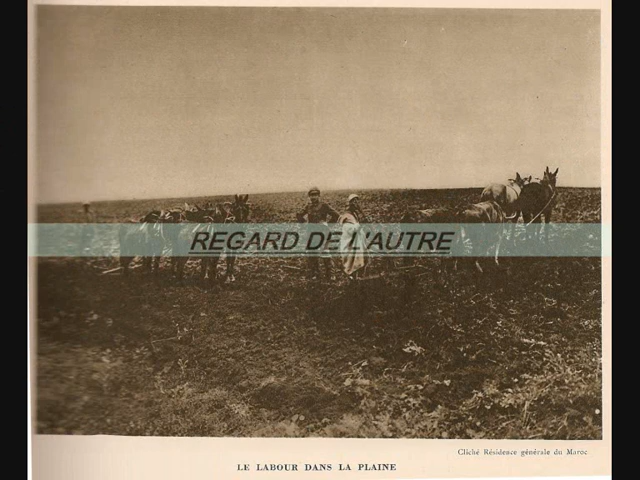 REGARD DE L'AUTRE
Cliché Résidence générale du Maroc
LE LABOUR DANS LA PLAINE